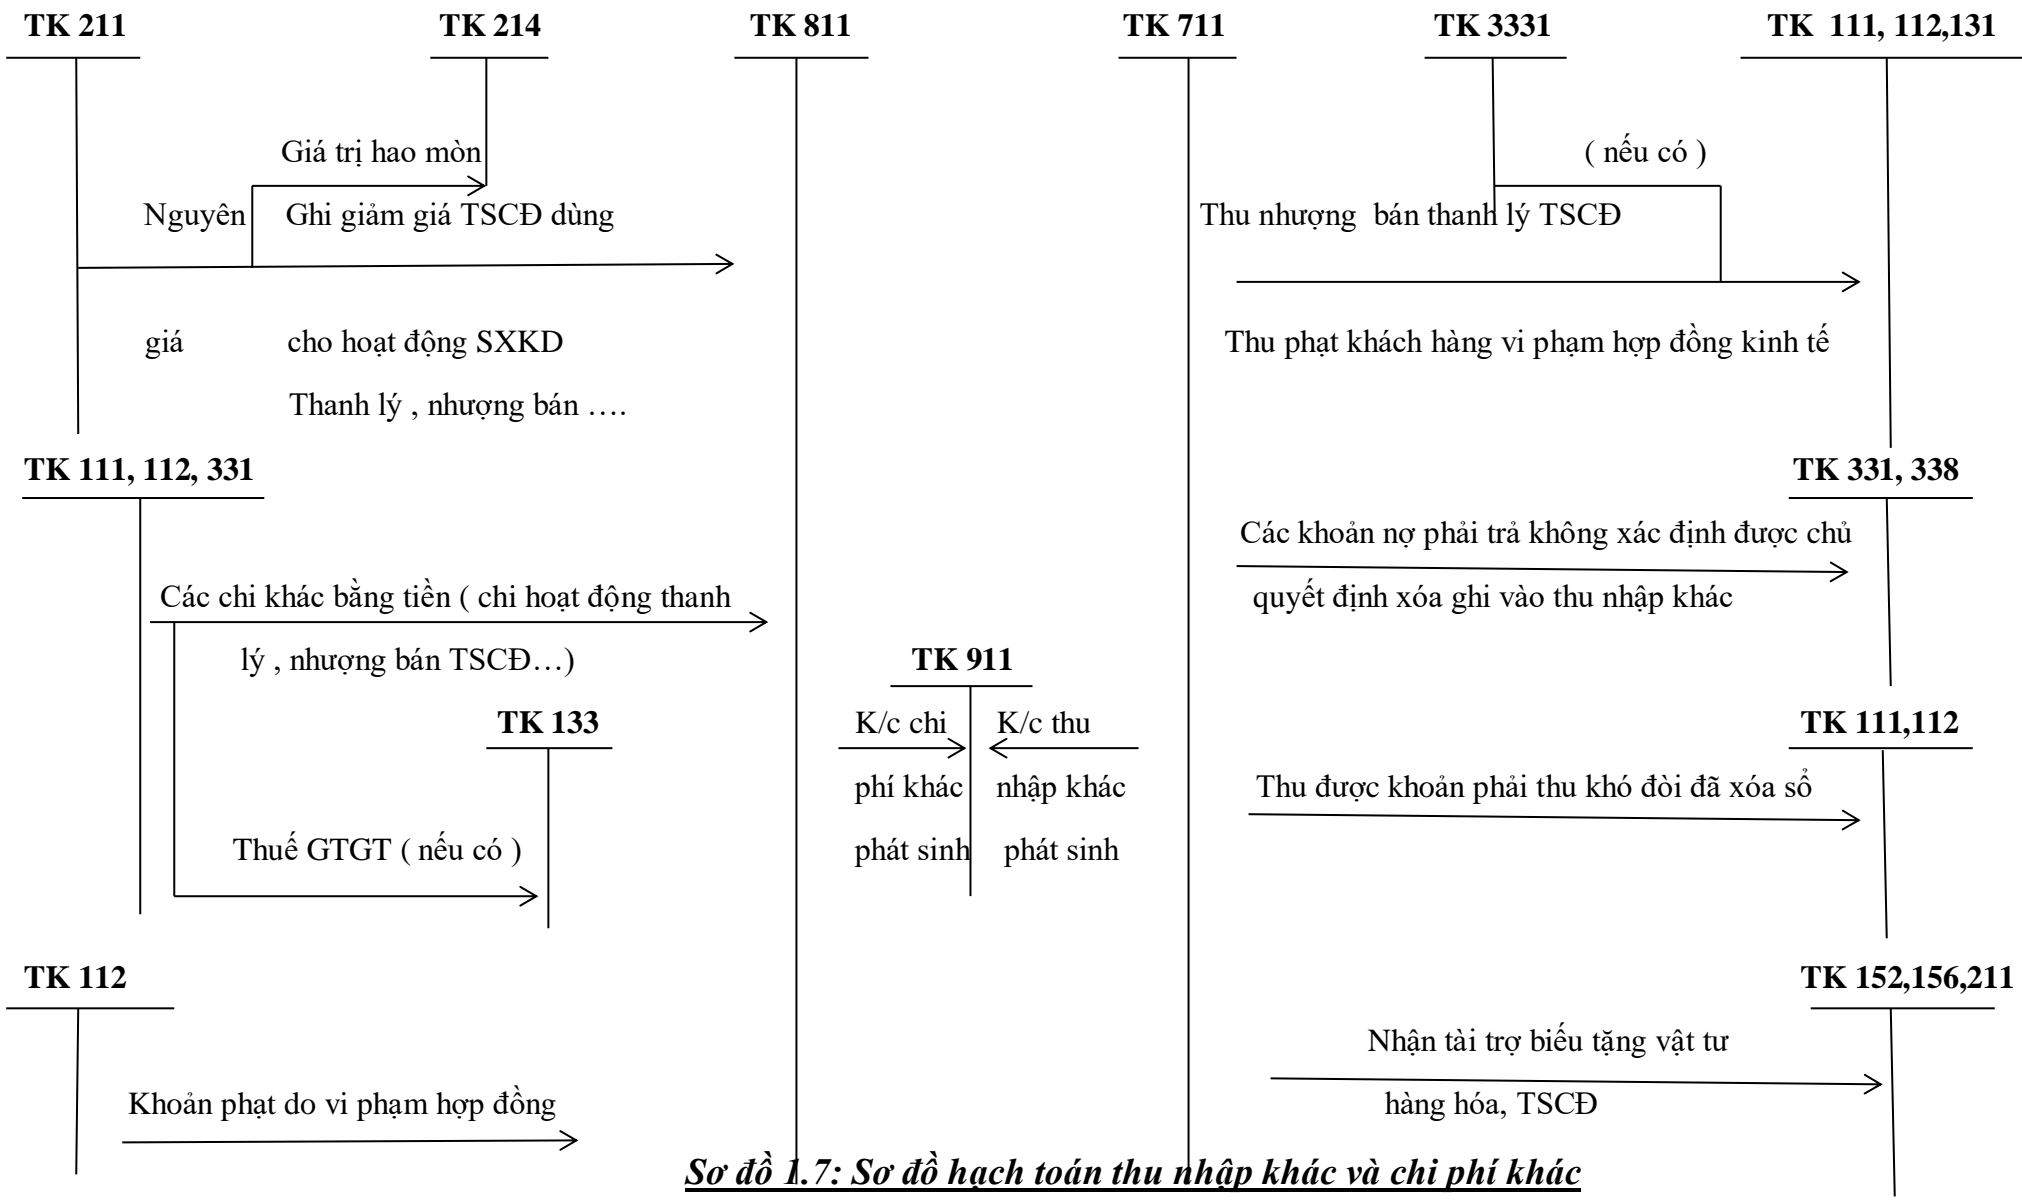 TK 211 TK 214 TK 811 TK 711 TK 3331 TK 111, 112,131
Giá trị hao mòn ( nếu có )
Nguyên Ghi giảm giá TSCĐ dùng Thu nhượng bán thanh lý TSCĐ
giá cho hoạt động SXKD Thu phạt khách hàng vi phạm hợp đồng kinh tế
Thanh lý , nhượng bán ….
TK 111, 112, 331 TK 331, 338
Các khoản nợ phải trả không xác định được chủ
Các chi khác bằng tiền ( chi hoạt động thanh quyết định xóa ghi vào thu nhập khác
lý , nhượng bán TSCĐ…) TK 911
TK 133 K/c chi K/c thu TK 111,112
phí khác nhập khác Thu được khoản phải thu khó đòi đã xóa sổ
Thuế GTGT ( nếu có ) phát sinh phát sinh
TK 112 TK 152,156,211
Nhận tài trợ biếu tặng vật tư
Khoản phạt do vi phạm hợp đồng hàng hóa, TSCĐ
Sơ đồ 1.7: Sơ đồ hạch toán thu nhập khác và chi phí khác